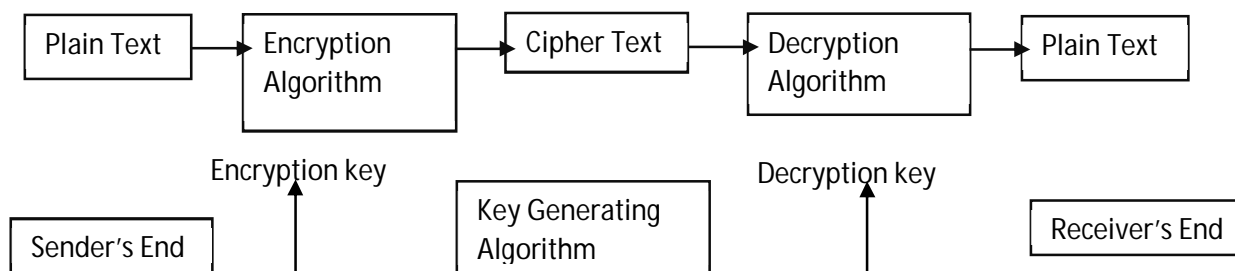 Plain Text
Encryption
Algorithm
Cipher Text
Decryption
Algorithm
Plain Text
Encryption key
Decryption key
Sender's End
Key Generating
Algorithm
Receiver's End